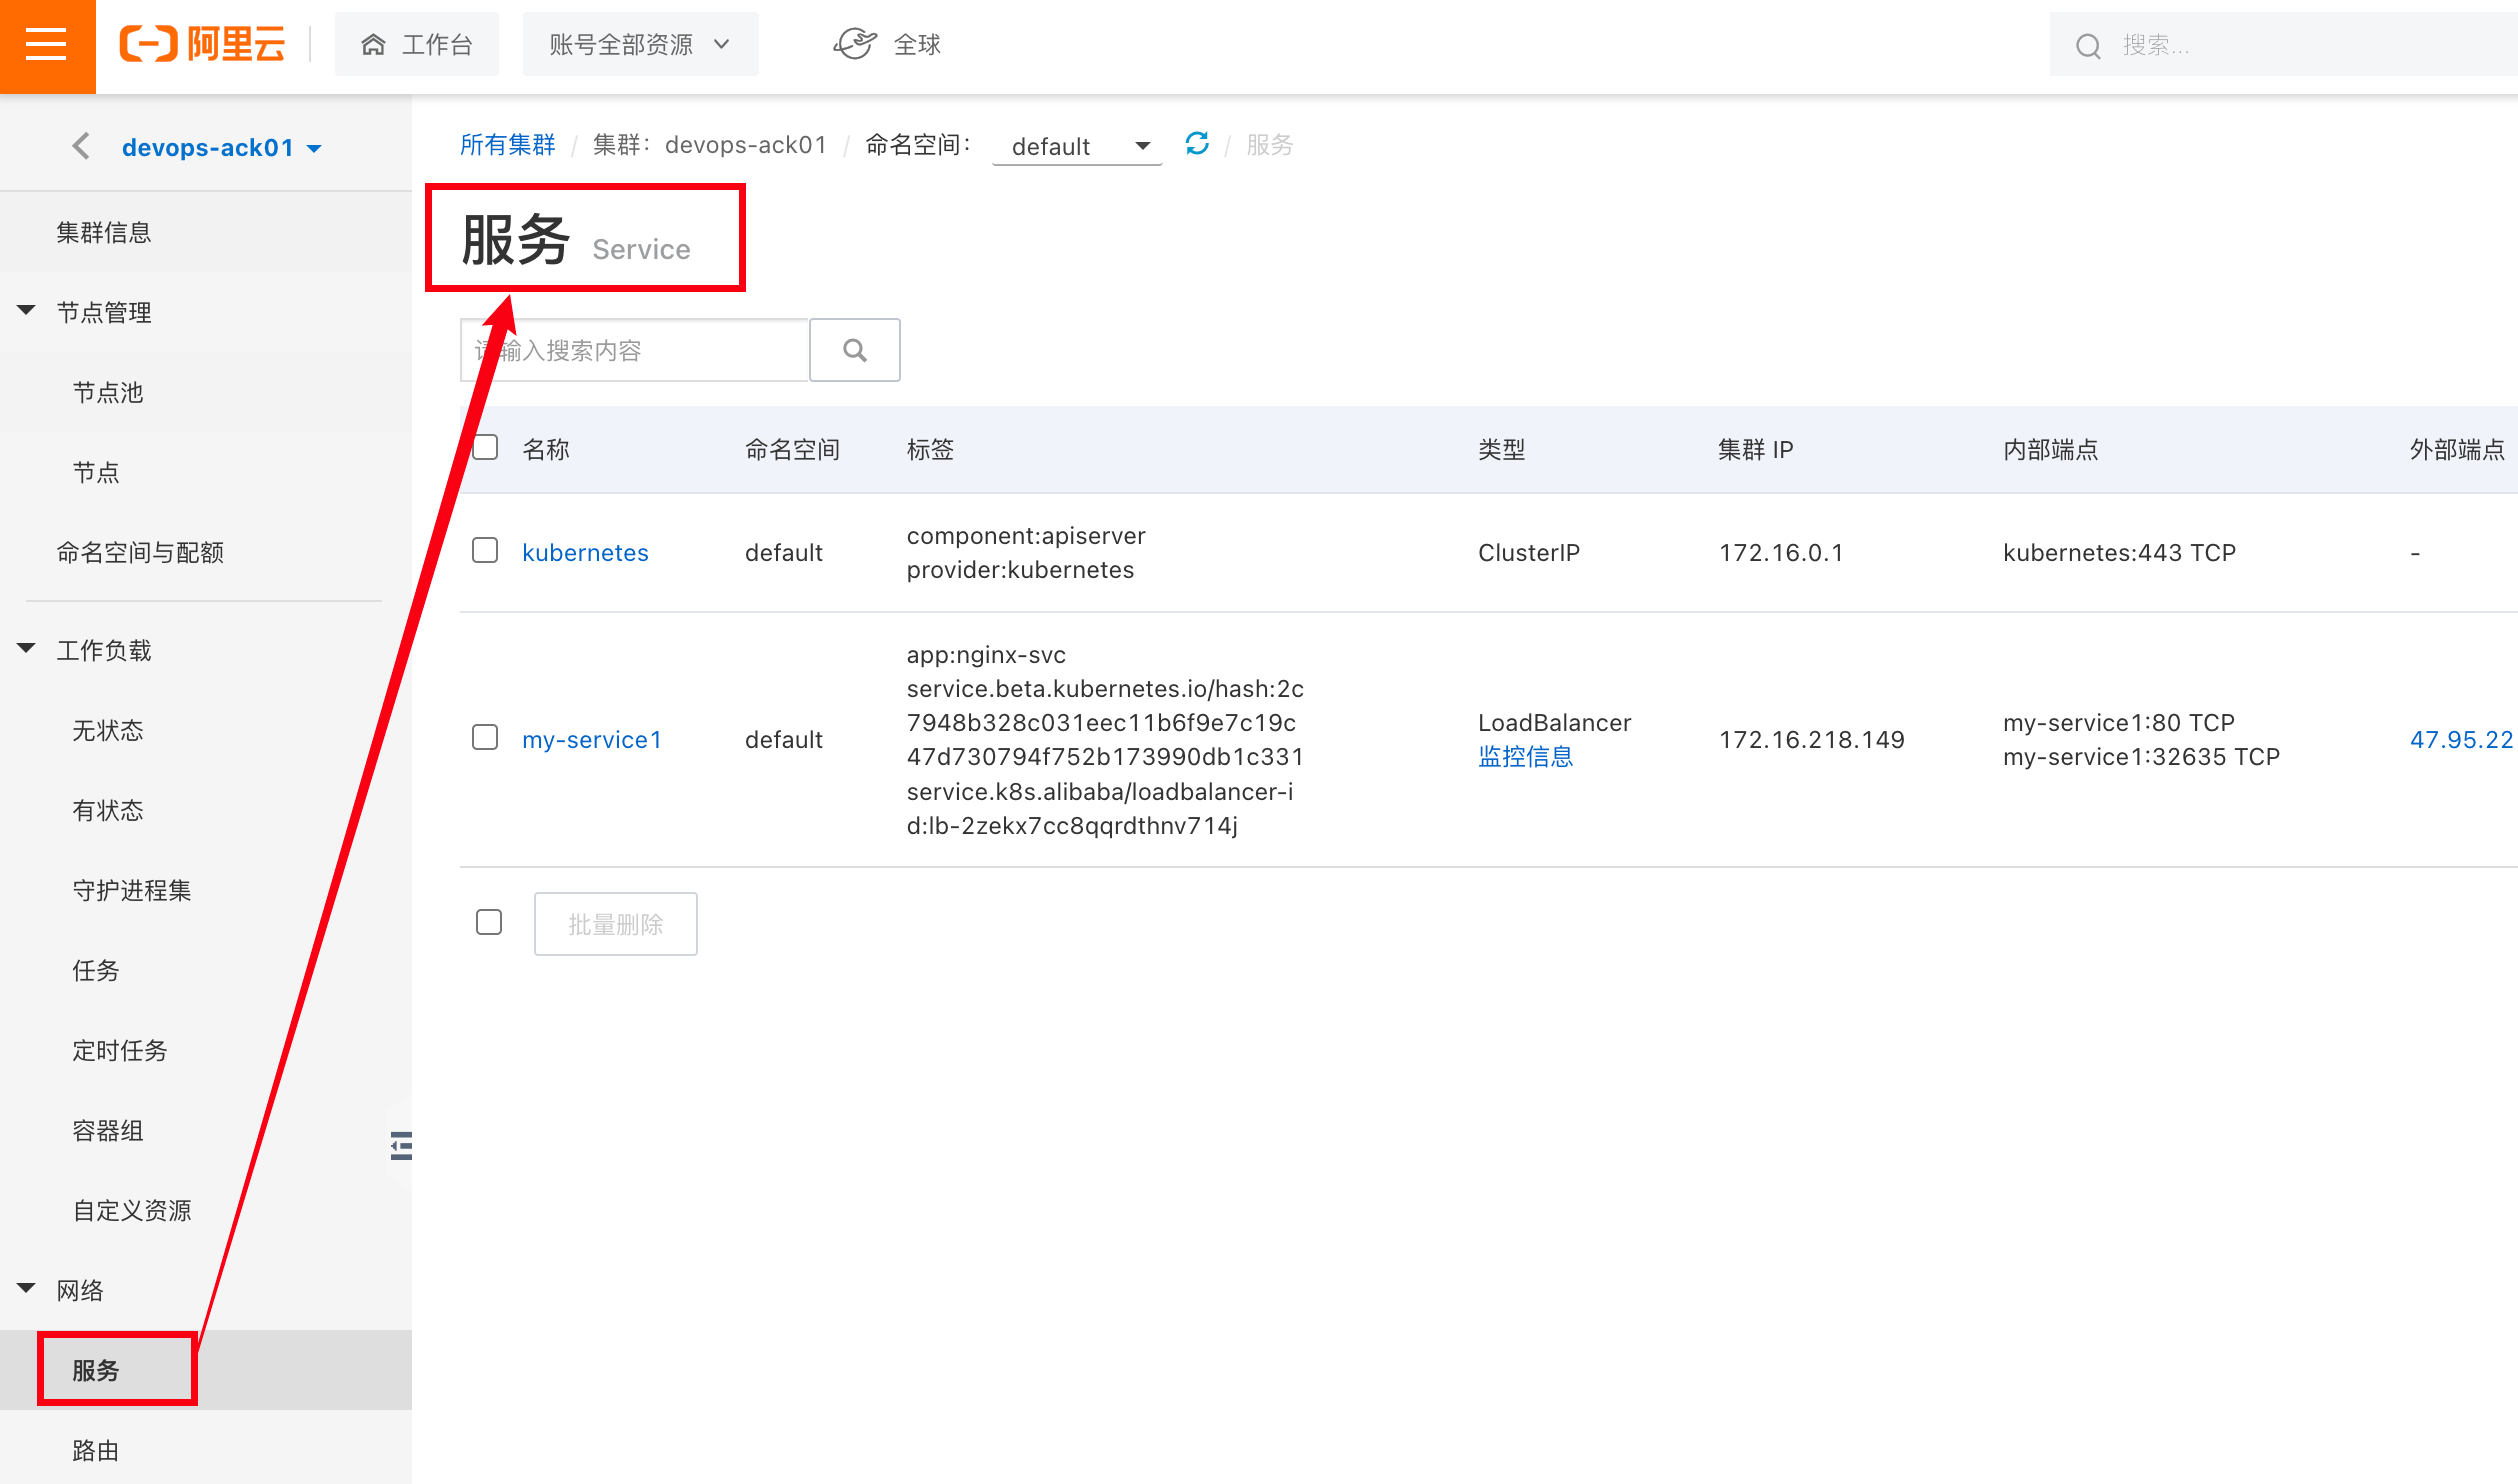 阿里云
工作台
账号全部资源
全球
搜索...
devops-ack01
集群信息
节点管理
节点池
节点
命名空间与配额
工作负载
无状态
有状态
守护进程集
任务
定时任务
容器组
自定义资源
网络
服务
路由
所有集群 / 集群：devops-ack01 / 命名空间： default / 服务
服务 Service
请输入搜索内容
名称 命名空间 标签 类型 集群 IP 内部端点 外部端点
kubernetes default component:apiserver ClusterIP 172.16.0.1 kubernetes:443 TCP -
provider:kubernetes
my-service1 default app:nginx-svc
service.beta.kubernetes.io/hash:2c
7948b328c031eec11b6f9e7c19c
47d730794f752b173990db1c331
service.k8s.alibaba/loadbalancer-i
d:lb-2zekx7cc8qqrdthnv714j
LoadBalancer
监控信息
172.16.218.149
my-service1:80 TCP
my-service1:32635 TCP
47.95.22
批量删除